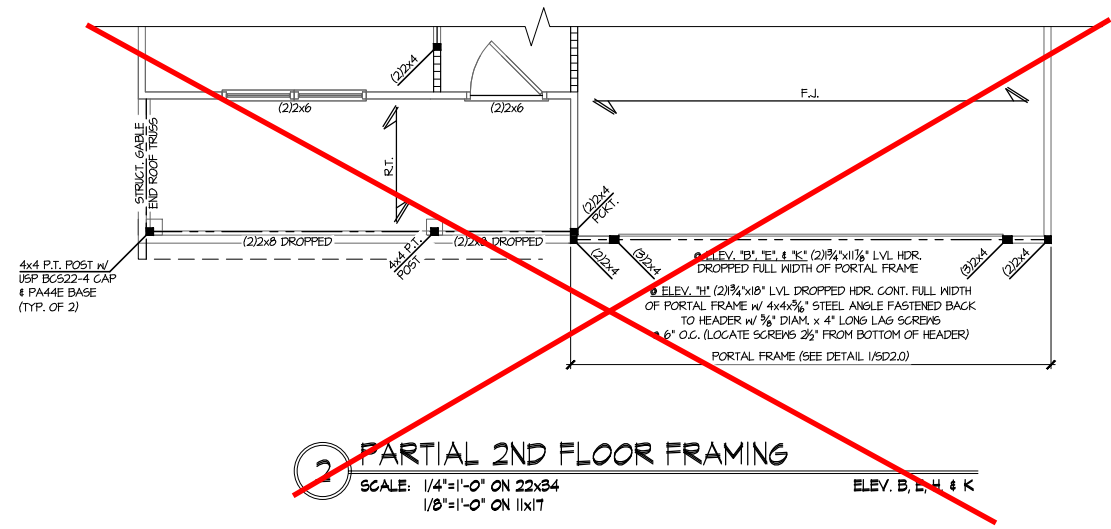 (2)2x4
(2)2x6
(2)2x6
F.J.
STRUCT. GABLE
END ROOF TRUSS
R.T.
(2)2x4
PORT.
(2)2x8 DROPPED
4x4 P.T.
POST
(2)2x8 DROPPED
(2)2x4
(3)2x4
(3)2x4
(2)2x4
4x4 P.T. POST W/
USP BCS22-4 CAP
& PA44E BASE
(TYP. OF 2)
@ ELEV. "B", "E", & "K" (2)1¾"x11⅞" LVL HDR.
DROPPED FULL WIDTH OF PORTAL FRAME
@ ELEV. "H" (2)1¾"x18" LVL DROPPED HDR. CONT. FULL WIDTH
OF PORTAL FRAME W/ 4x4x5/16" STEEL ANGLE FASTENED BACK
TO HEADER W/ ⅝" DIAM. x 4" LONG LAG SCREWS
@ 6" O.C. (LOCATE SCREWS 2½" FROM BOTTOM OF HEADER)
PORTAL FRAME (SEE DETAIL 1/SD2.0)
2
PARTIAL 2ND FLOOR FRAMING
SCALE: 1/4"=1'-0" ON 22x34
1/8"=1'-0" ON 11x17
ELEV. B, E, H, & K